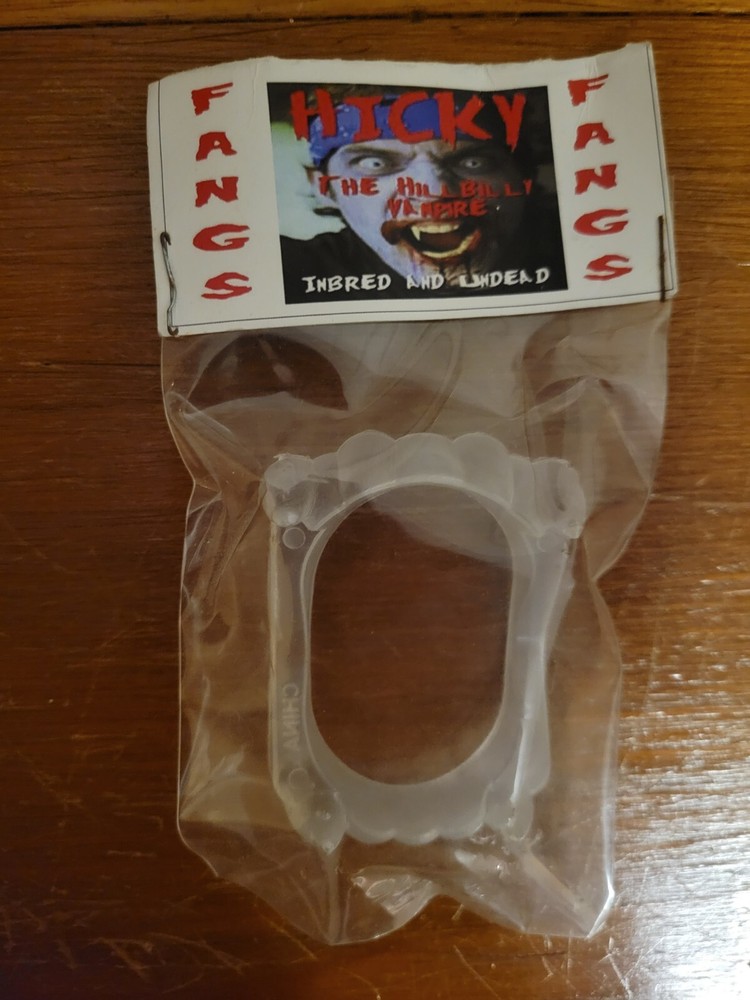 FANGS
HICKY
THE HILLBILLY
VAMPIRE
INBRED AND UNDEAD
FANGS
CHINA